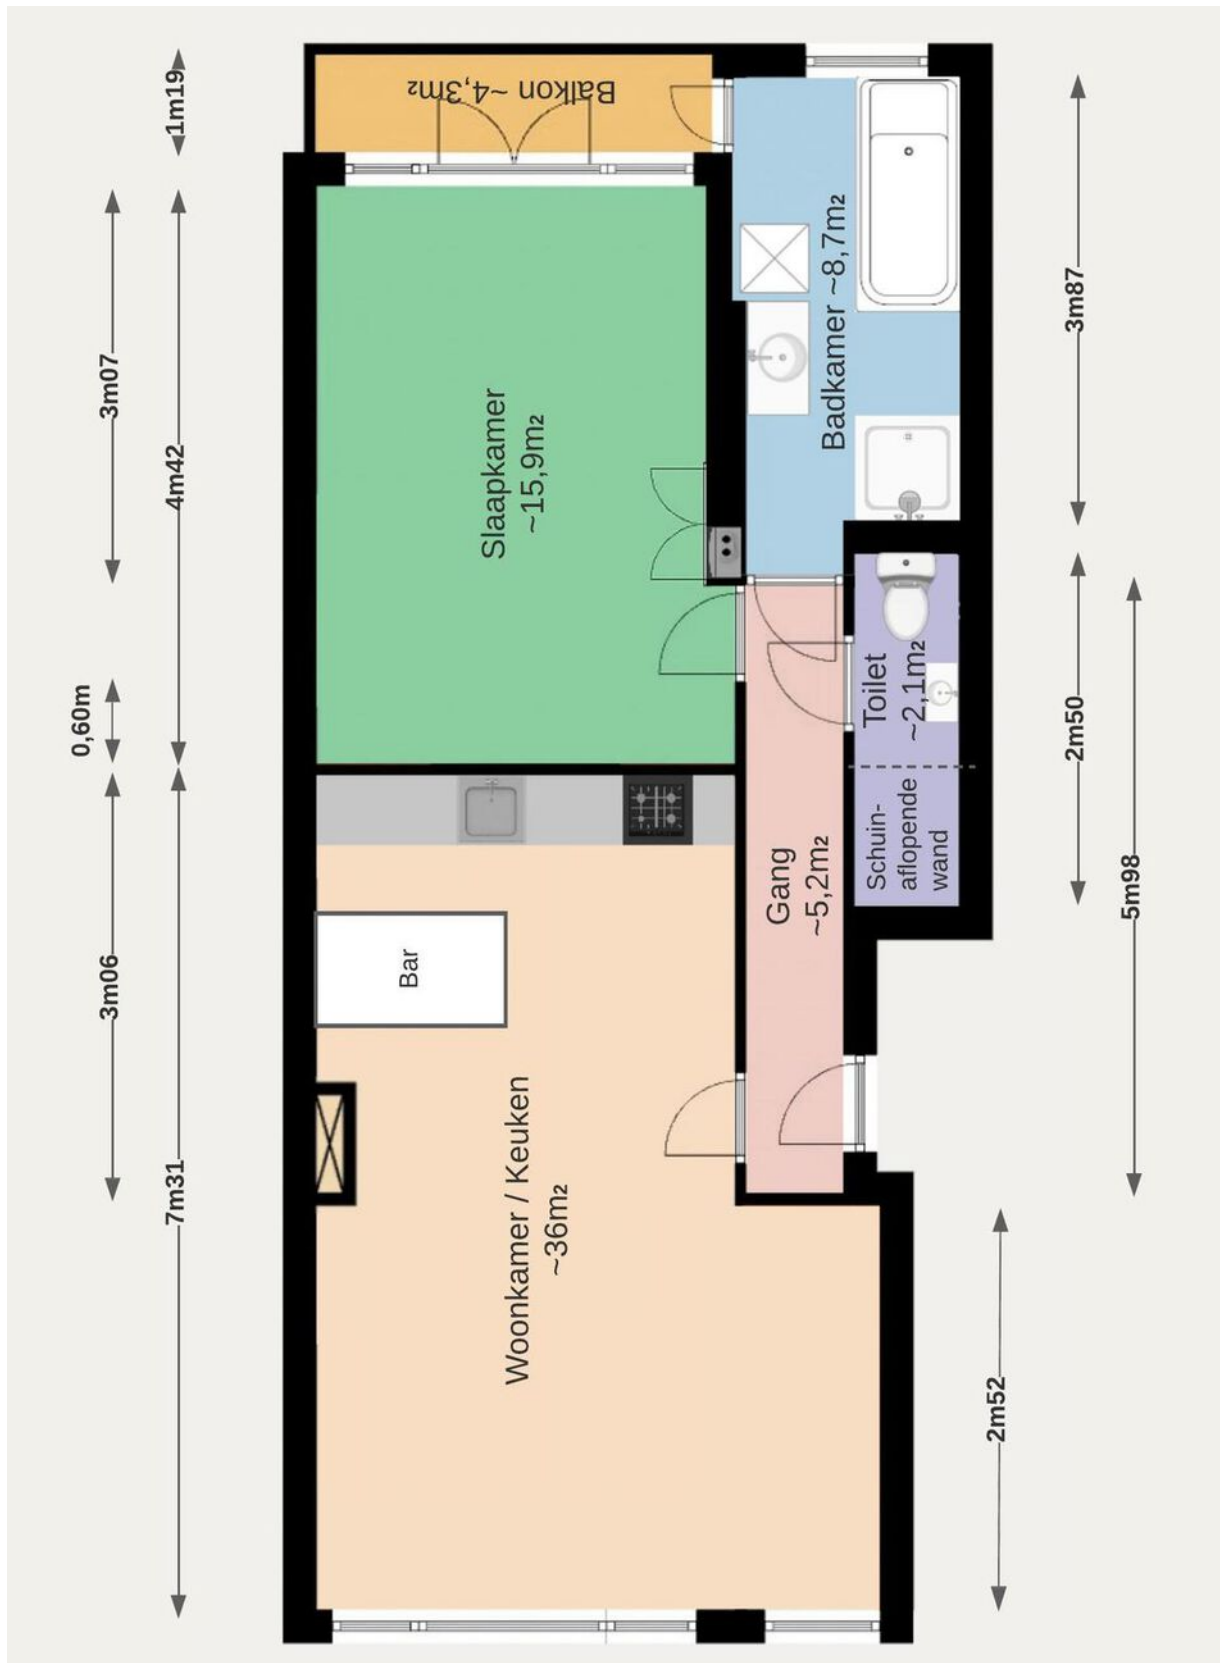 1m19
Balkon ~4,3m²
3m07
4m42
Slaapkamer
~15,9m²
Badkamer ~8,7m²
3m87
0,60m
Toilet
~2,1m²
2m50
Schuin-
aflopende
wand
Gang
~5,2m²
5m98
3m06
Bar
7m31
Woonkamer / Keuken
~36m²
2m52